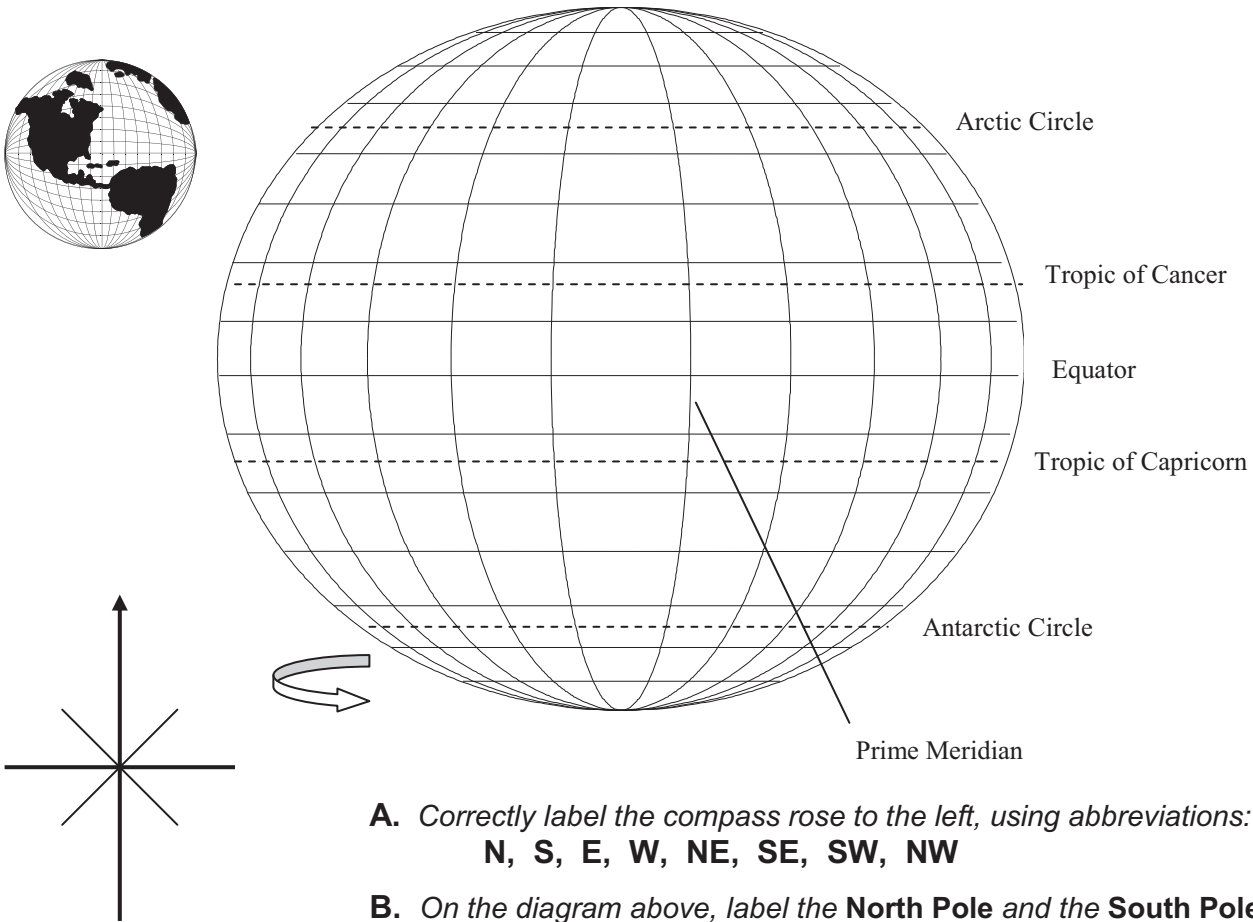 Arctic Circle
Tropic of Cancer
Equator
Tropic of Capricorn
Antarctic Circle
Prime Meridian
A. Correctly label the compass rose to the left, using abbreviations:
N, S, E, W, NE, SE, SW, NW
B. On the diagram above, label the North Pole and the South Pole